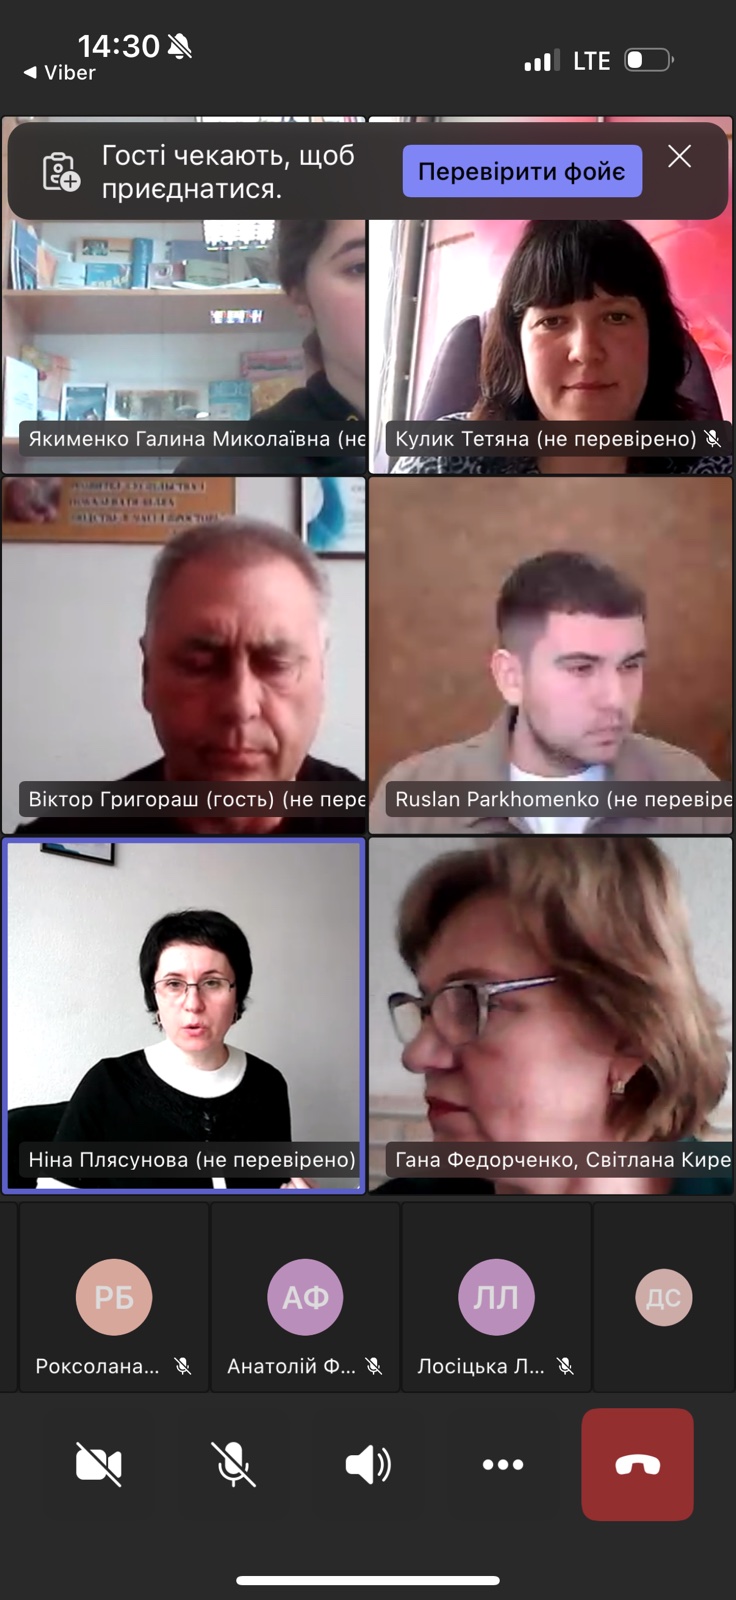 14:30
Viber
LTE
Гості чекають, щоб
приєднатися.
Перевірити фойє
Якименко Галина Миколаївна (не
Кулик Тетяна (не перевірено)
Віктор Григораш (гость) (не пере
Ruslan Parkhomenko (не перевіре
Ніна Плясунова (не перевірено)
Гана Федорченко, Світлана Кире
РБ
АФ
ЛЛ
ДС
Роксолана...
Анатолій Ф...
Лосіцька Л...